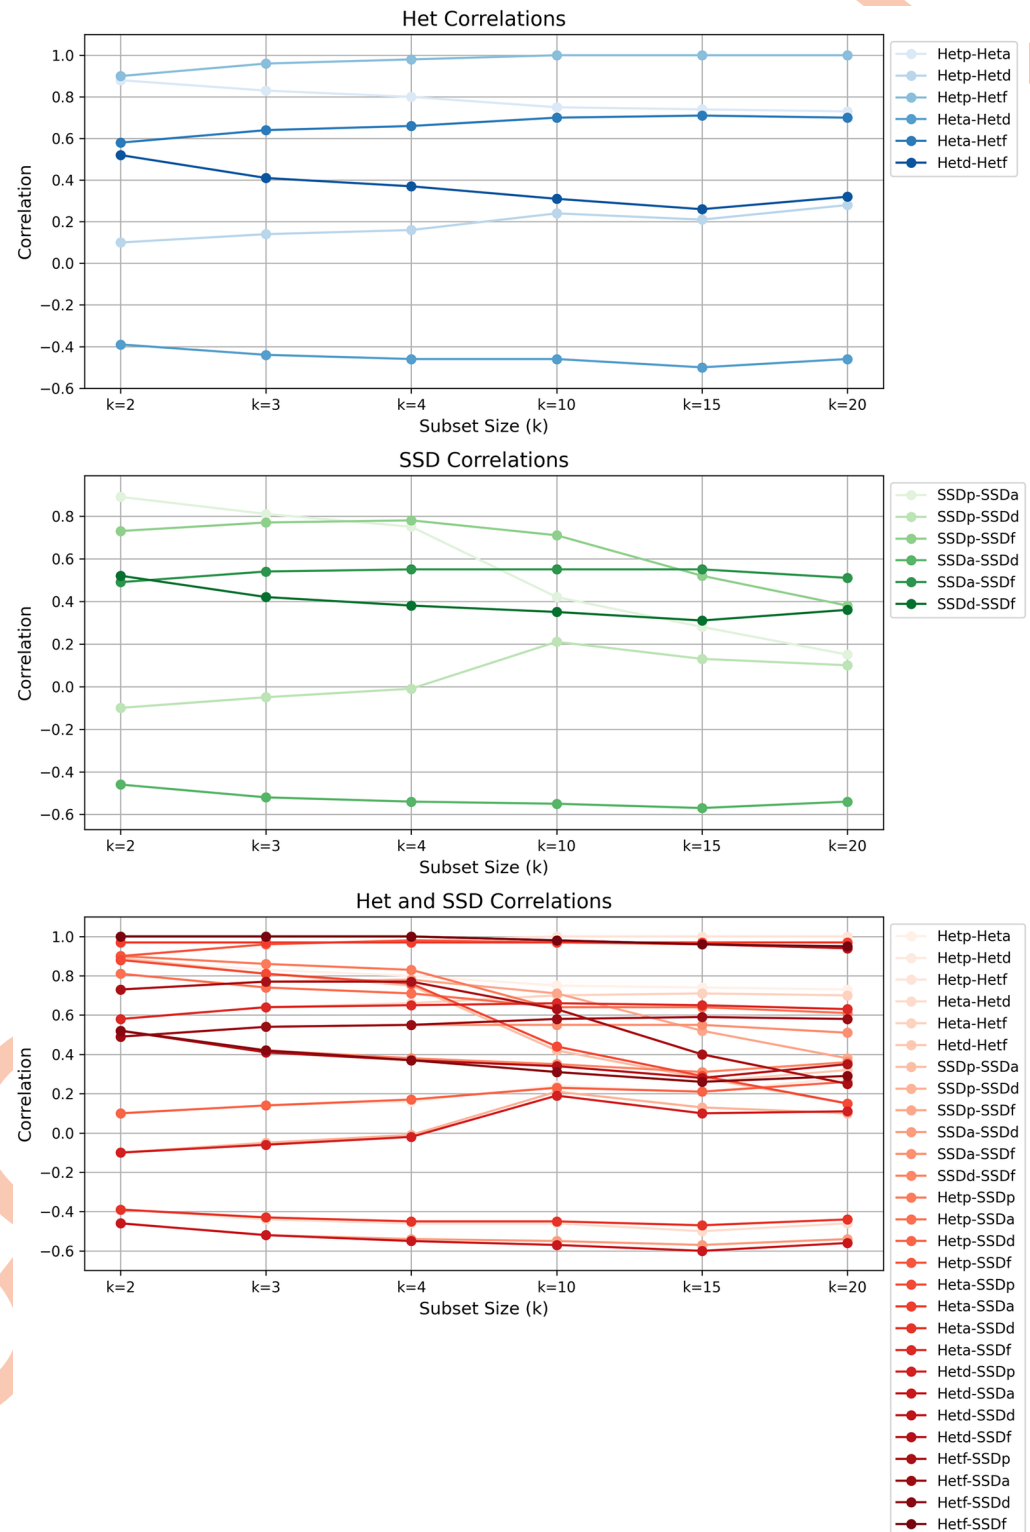 Het Correlations
1.0
0.8
0.6
0.4
0.2
0.0
−0.2
−0.4
−0.6
Correlation
k=2 k=3 k=4 k=10 k=15 k=20
Subset Size (k)
Hetp-Heta
Hetp-Hetd
Hetp-Hetf
Heta-Hetd
Heta-Hetf
Hetd-Hetf
SSD Correlations
0.8
0.6
0.4
0.2
0.0
−0.2
−0.4
−0.6
Correlation
k=2 k=3 k=4 k=10 k=15 k=20
Subset Size (k)
SSDp-SSDa
SSDp-SSDd
SSDp-SSDf
SSDa-SSDd
SSDa-SSDf
SSDd-SSDf
Het and SSD Correlations
1.0
0.8
0.6
0.4
0.2
0.0
−0.2
−0.4
−0.6
Correlation
k=2 k=3 k=4 k=10 k=15 k=20
Subset Size (k)
Hetp-Heta
Hetp-Hetd
Hetp-Hetf
Heta-Hetd
Heta-Hetf
Hetd-Hetf
SSDp-SSDa
SSDp-SSDd
SSDp-SSDf
SSDa-SSDd
SSDa-SSDf
SSDd-SSDf
Hetp-SSDp
Hetp-SSDa
Hetp-SSDd
Hetp-SSDf
Heta-SSDp
Heta-SSDa
Heta-SSDd
Heta-SSDf
Hetd-SSDp
Hetd-SSDa
Hetd-SSDd
Hetd-SSDf
Hetf-SSDp
Hetf-SSDa
Hetf-SSDd
Hetf-SSDf